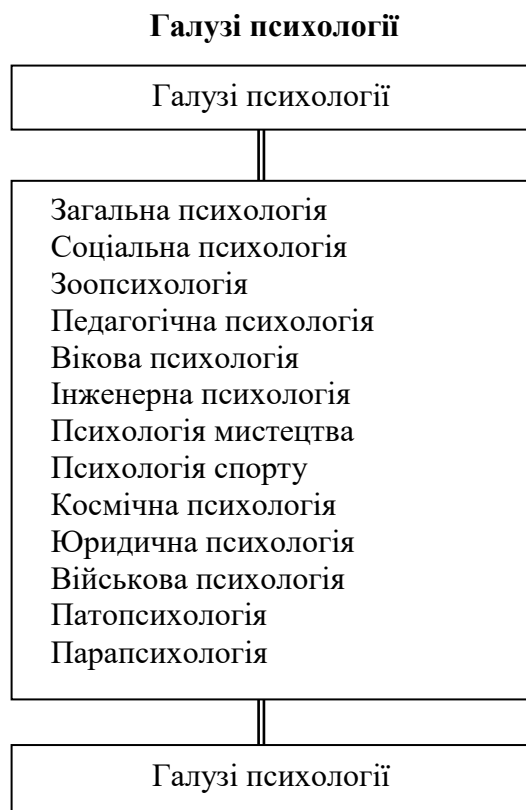 Галузі психології
Галузі психології
Загальна психологія
Соціальна психологія
Зоопсихологія
Педагогічна психологія
Вікова психологія
Інженерна психологія
Психологія мистецтва
Психологія спорту
Космічна психологія
Юридична психологія
Військова психологія
Патопсихологія
Парапсихологія
Галузі психології